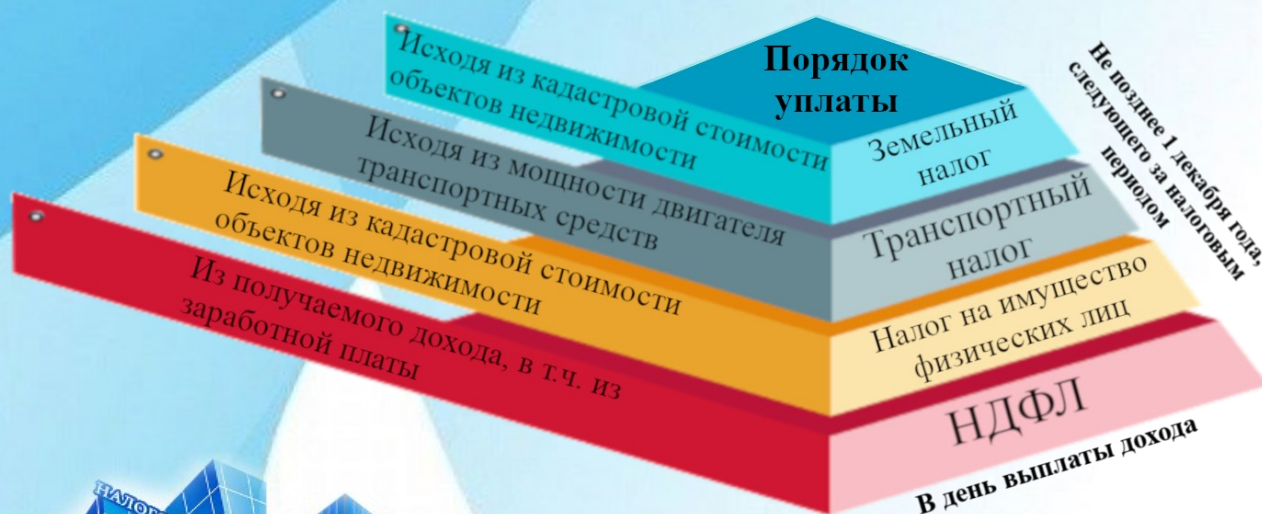 Порядок
уплаты
Исходя из кадастровой стоимости
объектов недвижимости
Земельный
налог
Исходя из мощности двигателя
транспортных средств
Транспортный
налог
Исходя из кадастровой стоимости
объектов недвижимости
Налог на имущество
физических лиц
Из получаемого дохода, в т.ч. из
заработной платы
НДФЛ
Не позднее 1 декабря года,
следующего за налоговым
периодом
В день выплаты дохода